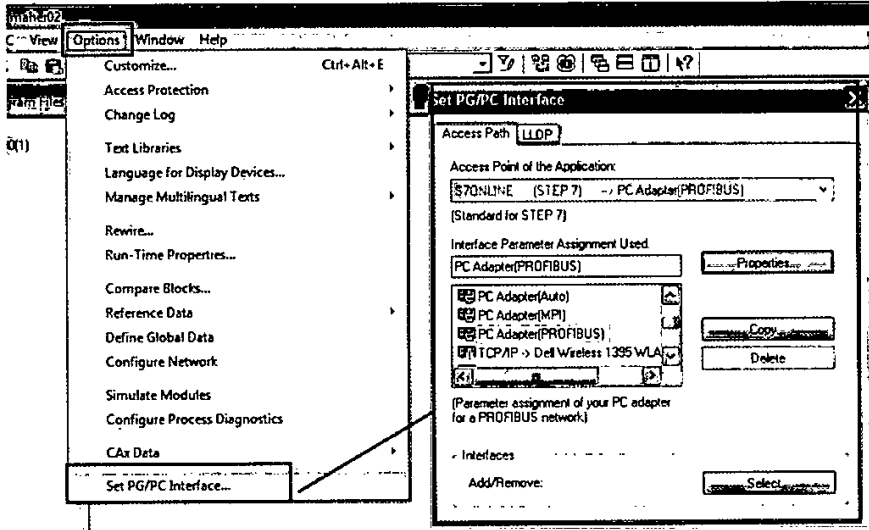 maher02
View Options Window Help
Customize... Ctrl+Alt+E
Access Protection
Change Log
Text Libraries
Language for Display Devices...
Manage Multilingual Texts
Rewire...
Run-Time Properties...
Compare Blocks...
Reference Data
Define Global Data
Configure Network
Simulate Modules
Configure Process Diagnostics
CAx Data
Set PG/PC Interface...
Set PG/PC Interface
Access Path LLDP
Access Point of the Application:
S7ONLINE (STEP 7) --> PC Adapter(PROFIBUS)
(Standard for STEP 7)
Interface Parameter Assignment Used
PC Adapter(PROFIBUS)
Properties...
PC Adapter(Auto)
PC Adapter(MPI)
PC Adapter(PROFIBUS)
TCP/IP -> Dell Wireless 1395 WLA
Copy...
Delete
(Parameter assignment of your PC adapter
for a PROFIBUS network)
Interfaces
Add/Remove:
Select...